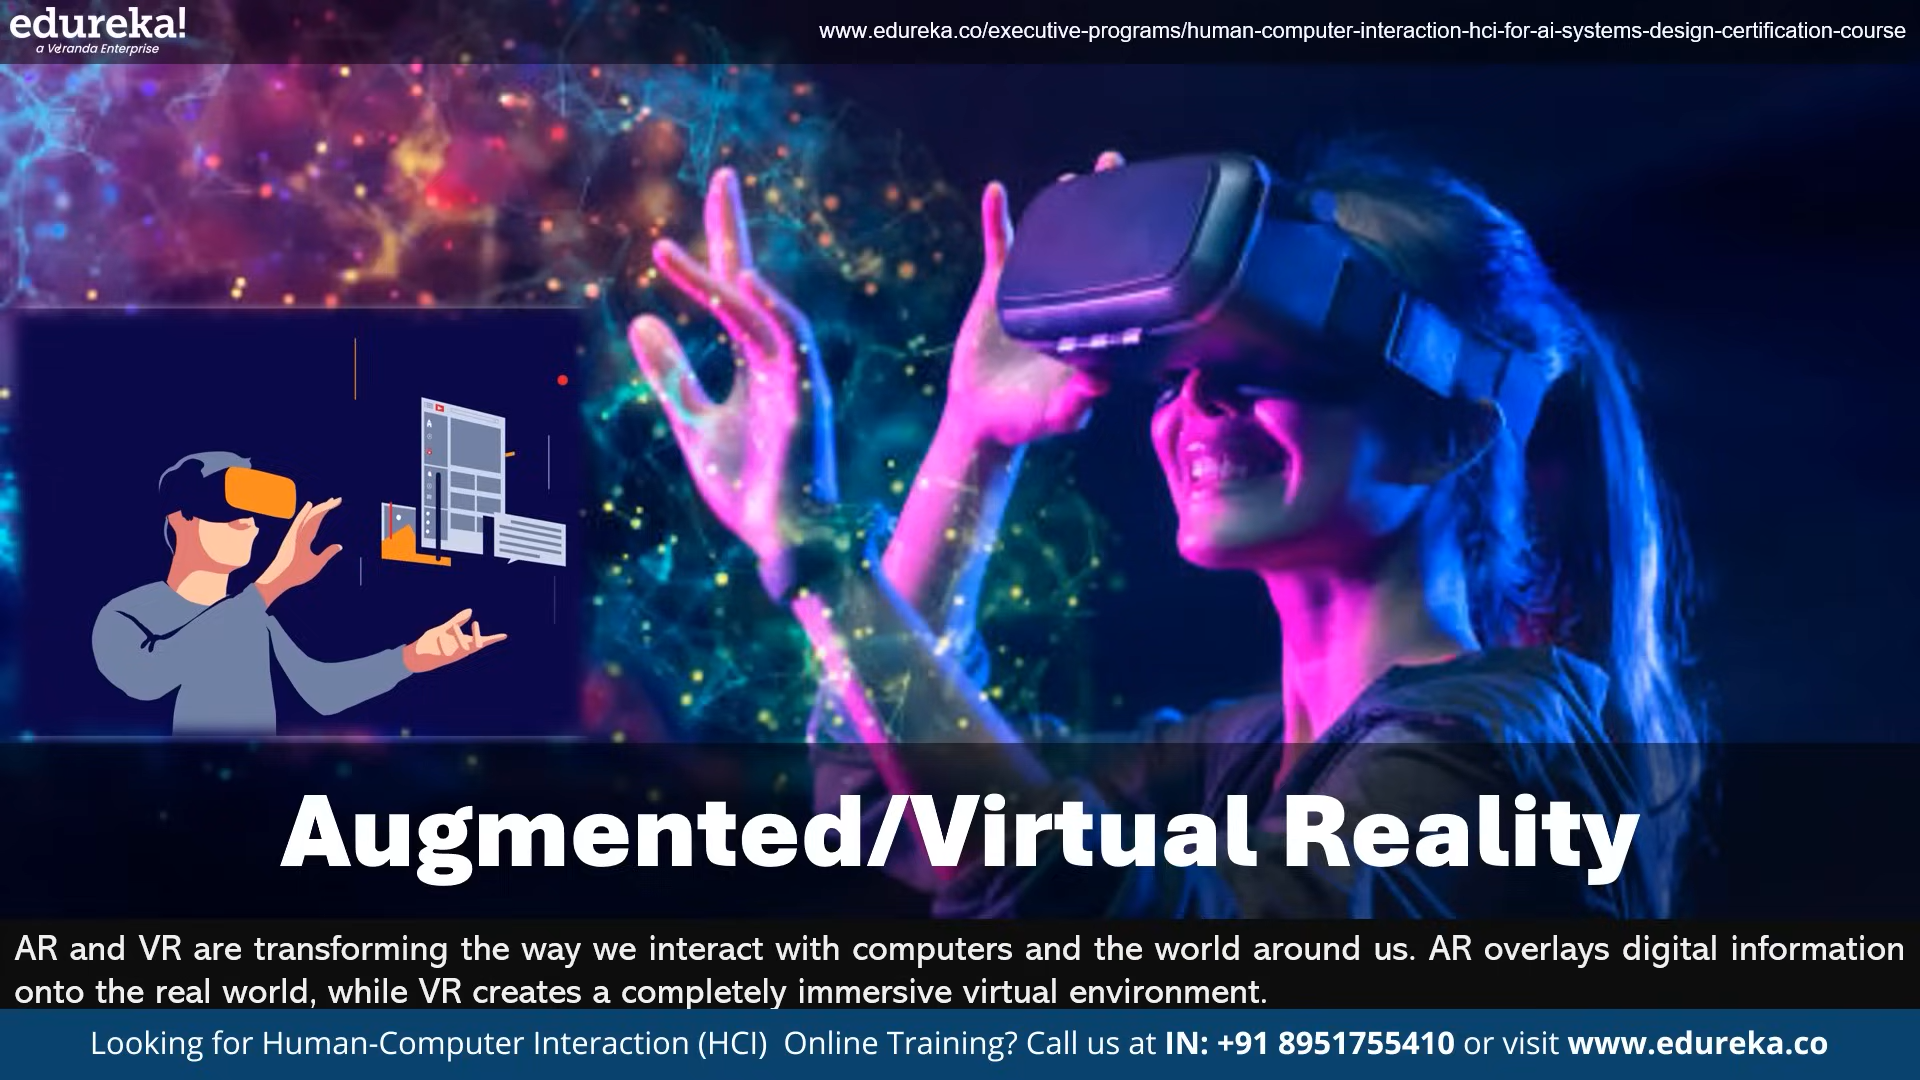 edureka!
a Veranda Enterprise
www.edureka.co/executive-programs/human-computer-interaction-hci-for-ai-systems-design-certification-course
Augmented/Virtual Reality
AR and VR are transforming the way we interact with computers and the world around us. AR overlays digital information
onto the real world, while VR creates a completely immersive virtual environment.
Looking for Human-Computer Interaction (HCI)  Online Training? Call us at IN: +91 8951755410 or visit www.edureka.co